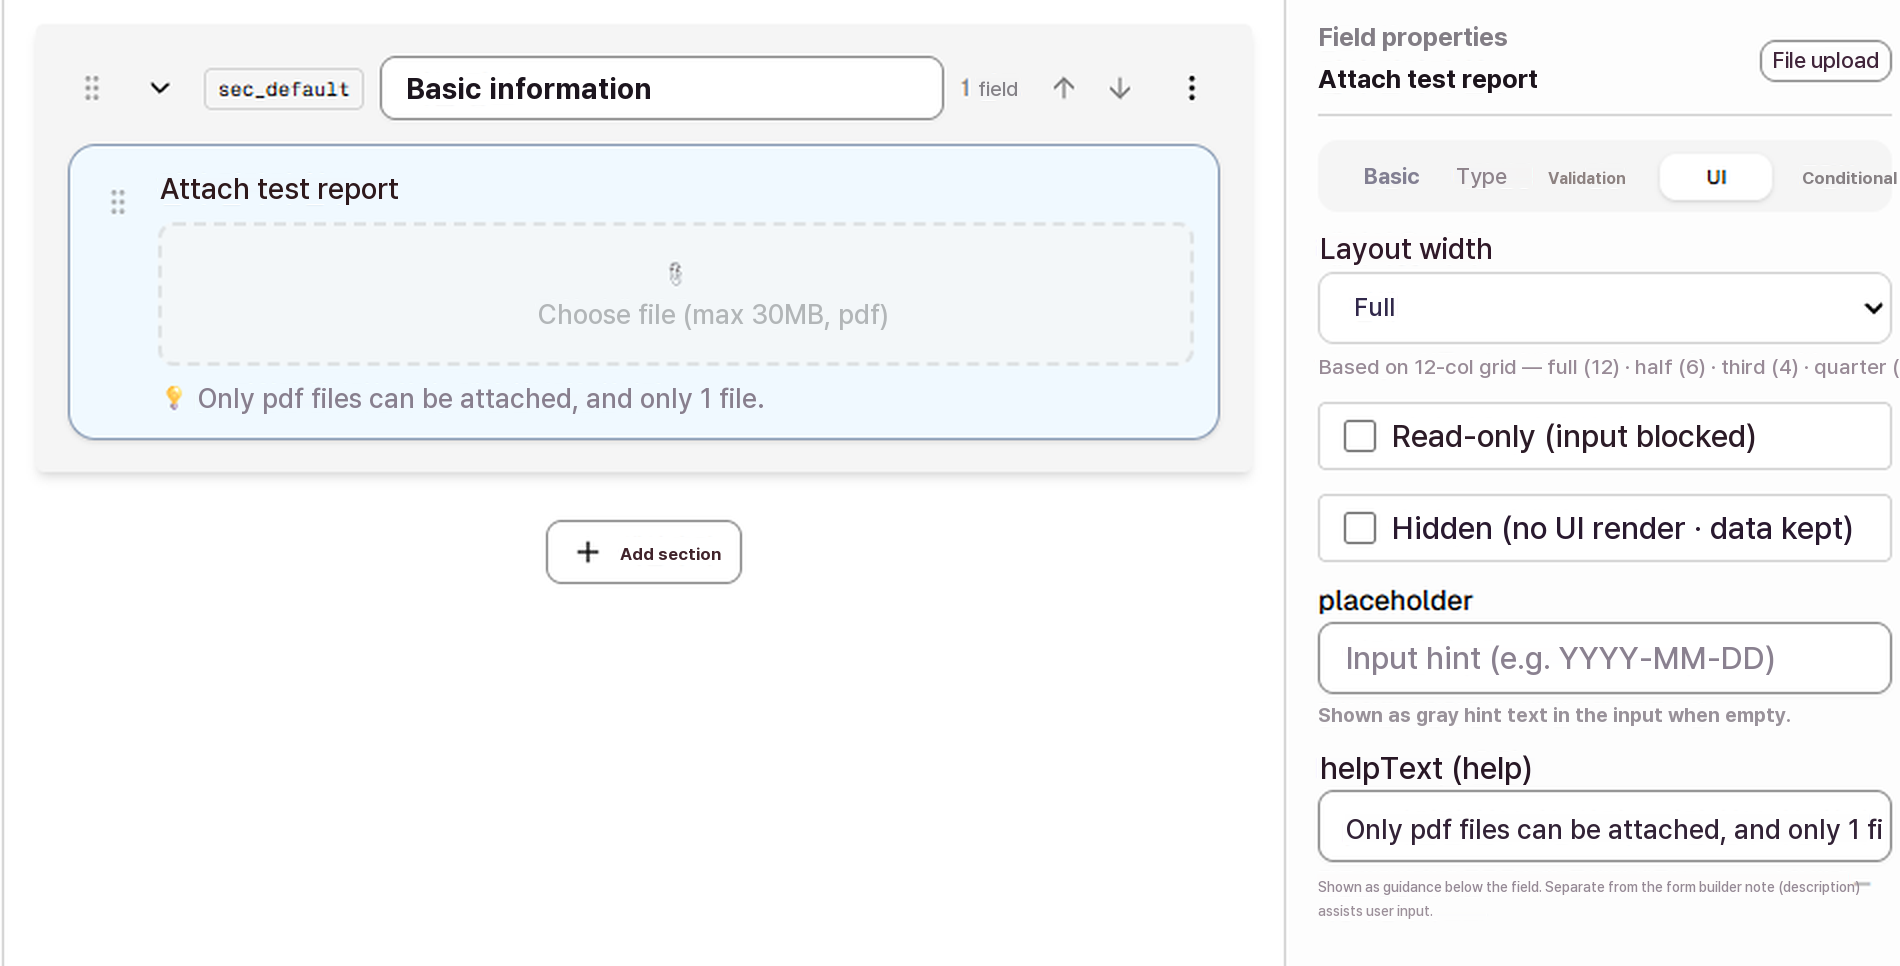 sec_default
Basic information
1 field
Attach test report
Choose file (max 30MB, pdf)
Only pdf files can be attached, and only 1 file.
Add section
Field properties
Attach test report
File upload
Basic Type Validation UI Conditional
Layout width
Full
Based on 12-col grid — full (12) · half (6) · third (4) · quarter (
Read-only (input blocked)
Hidden (no UI render · data kept)
placeholder
Input hint (e.g. YYYY-MM-DD)
Shown as gray hint text in the input when empty.
helpText (help)
Only pdf files can be attached, and only 1 fi
Shown as guidance below the field. Separate from the form builder note (description)
assists user input.